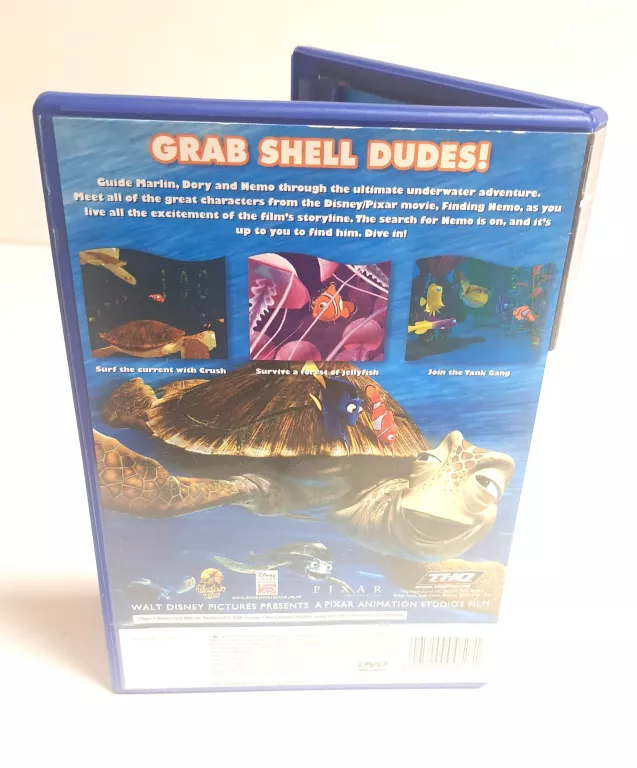 GRAB SHELL DUDES!
Guide Marlin, Dory and Nemo through the ultimate underwater adventure.
Meet all of the great characters from the Disney/Pixar movie, Finding Nemo, as you
live all the excitement of the film's storyline. The search for Nemo is on, and it's
up to you to find him. Dive in!
Surf the current with Crush
Survive a forest of jellyfish
Join the Tank Gang
Disney
PIXAR
THQ
WALT DISNEY PICTURES PRESENTS A PIXAR ANIMATION STUDIOS FILM
DVD